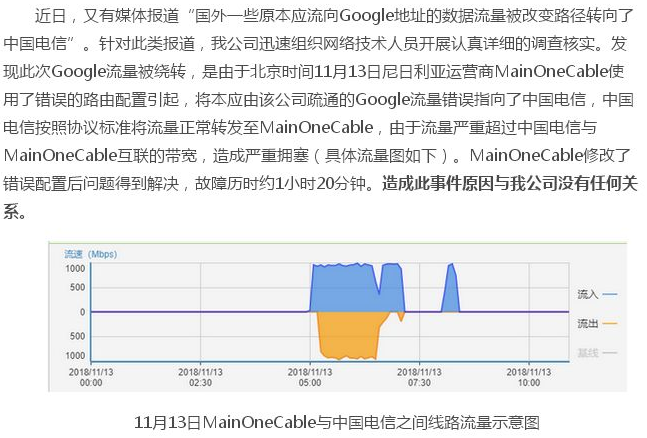 近日，又有媒体报道“国外一些原本应流向Google地址的数据流量被改变路径转向了
中国电信”。针对此类报道，我公司迅速组织网络技术人员开展认真详细的调查核实。发
现此次Google流量被绕转，是由于北京时间11月13日尼日利亚运营商MainOneCable使
用了错误的路由配置引起，将本应由该公司疏通的Google流量错误指向了中国电信，中国
电信按照协议标准将流量正常转发至MainOneCable，由于流量严重超过中国电信与
MainOneCable互联的带宽，造成严重拥塞（具体流量图如下）。MainOneCable修改了
错误配置后问题得到解决，故障历时约1小时20分钟。造成此事件原因与我公司没有任何关
系。
流速（Mbps）
1000
500
0
500
1000
流入
流出
基线
2018/11/13 2018/11/13 2018/11/13 2018/11/13 2018/11/13
00:00 02:30 05:00 07:30 10:00
11月13日MainOneCable与中国电信之间线路流量示意图